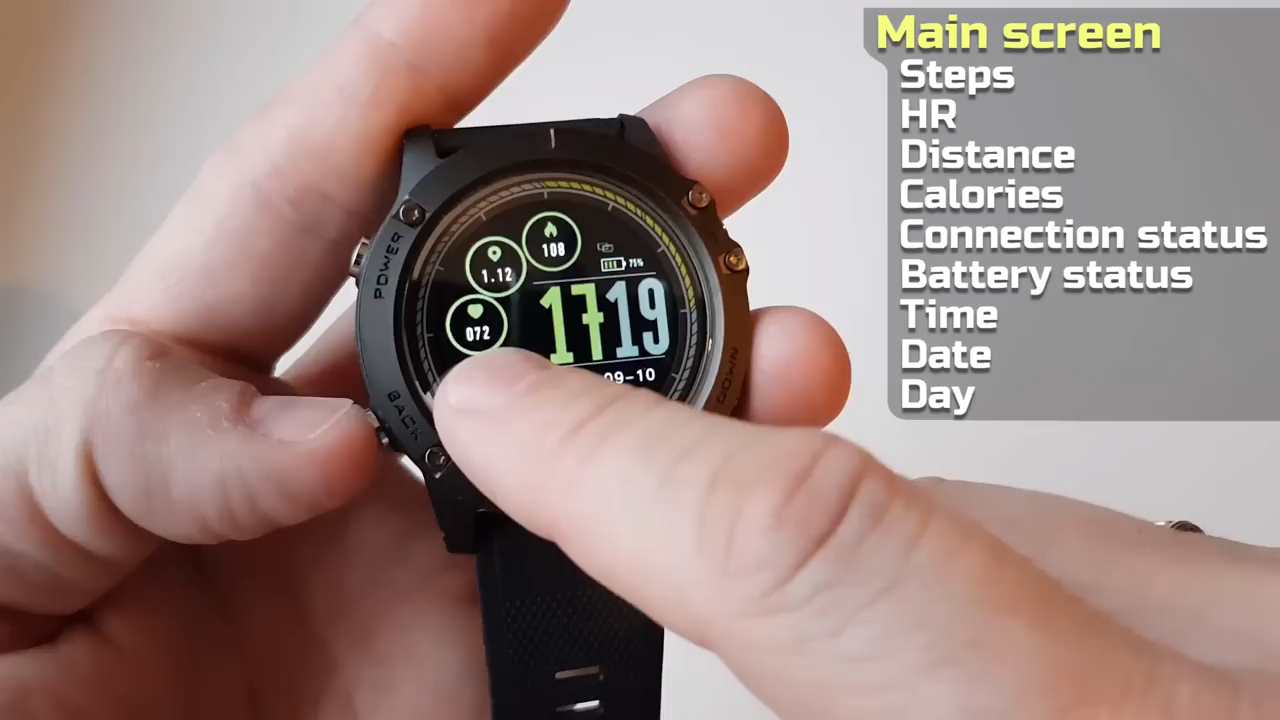 Main screen
Steps
HR
Distance
Calories
Connection status
Battery status
Time
Date
Day
POWER
BACK
DOWN
108
1.12
072
75%
1719
09-10